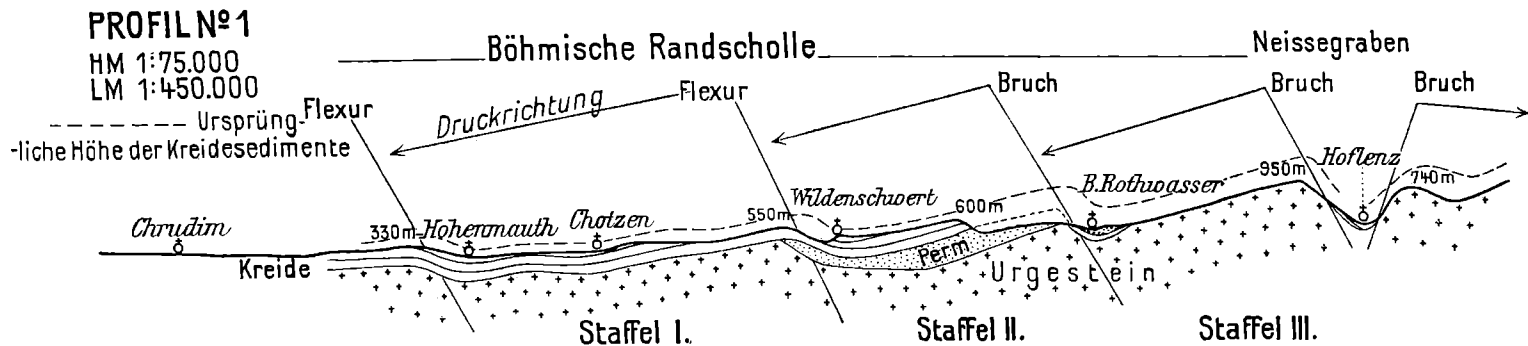 PROFIL Nº 1
HM 1:75.000
LM 1:450.000
Böhmische Randscholle
Neissegraben
Flexur
Druckrichtung
Flexur
Bruch
Bruch
Bruch
Ursprüng-
-liche Höhe der Kreidesedimente
Chrudim
330m
Hohenmauth
Chotzen
550m
Wildenschwert
600m
B.Rothwasser
950m
Hoflenz
740m
Kreide
Perm
Urgestein
Staffel I.
Staffel II.
Staffel III.